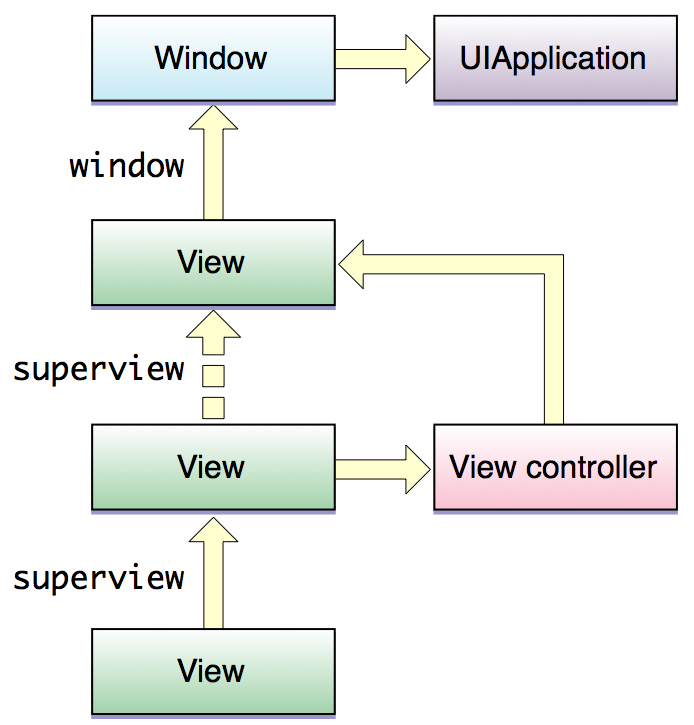 Window
UIApplication
window
View
superview
View
View controller
superview
View